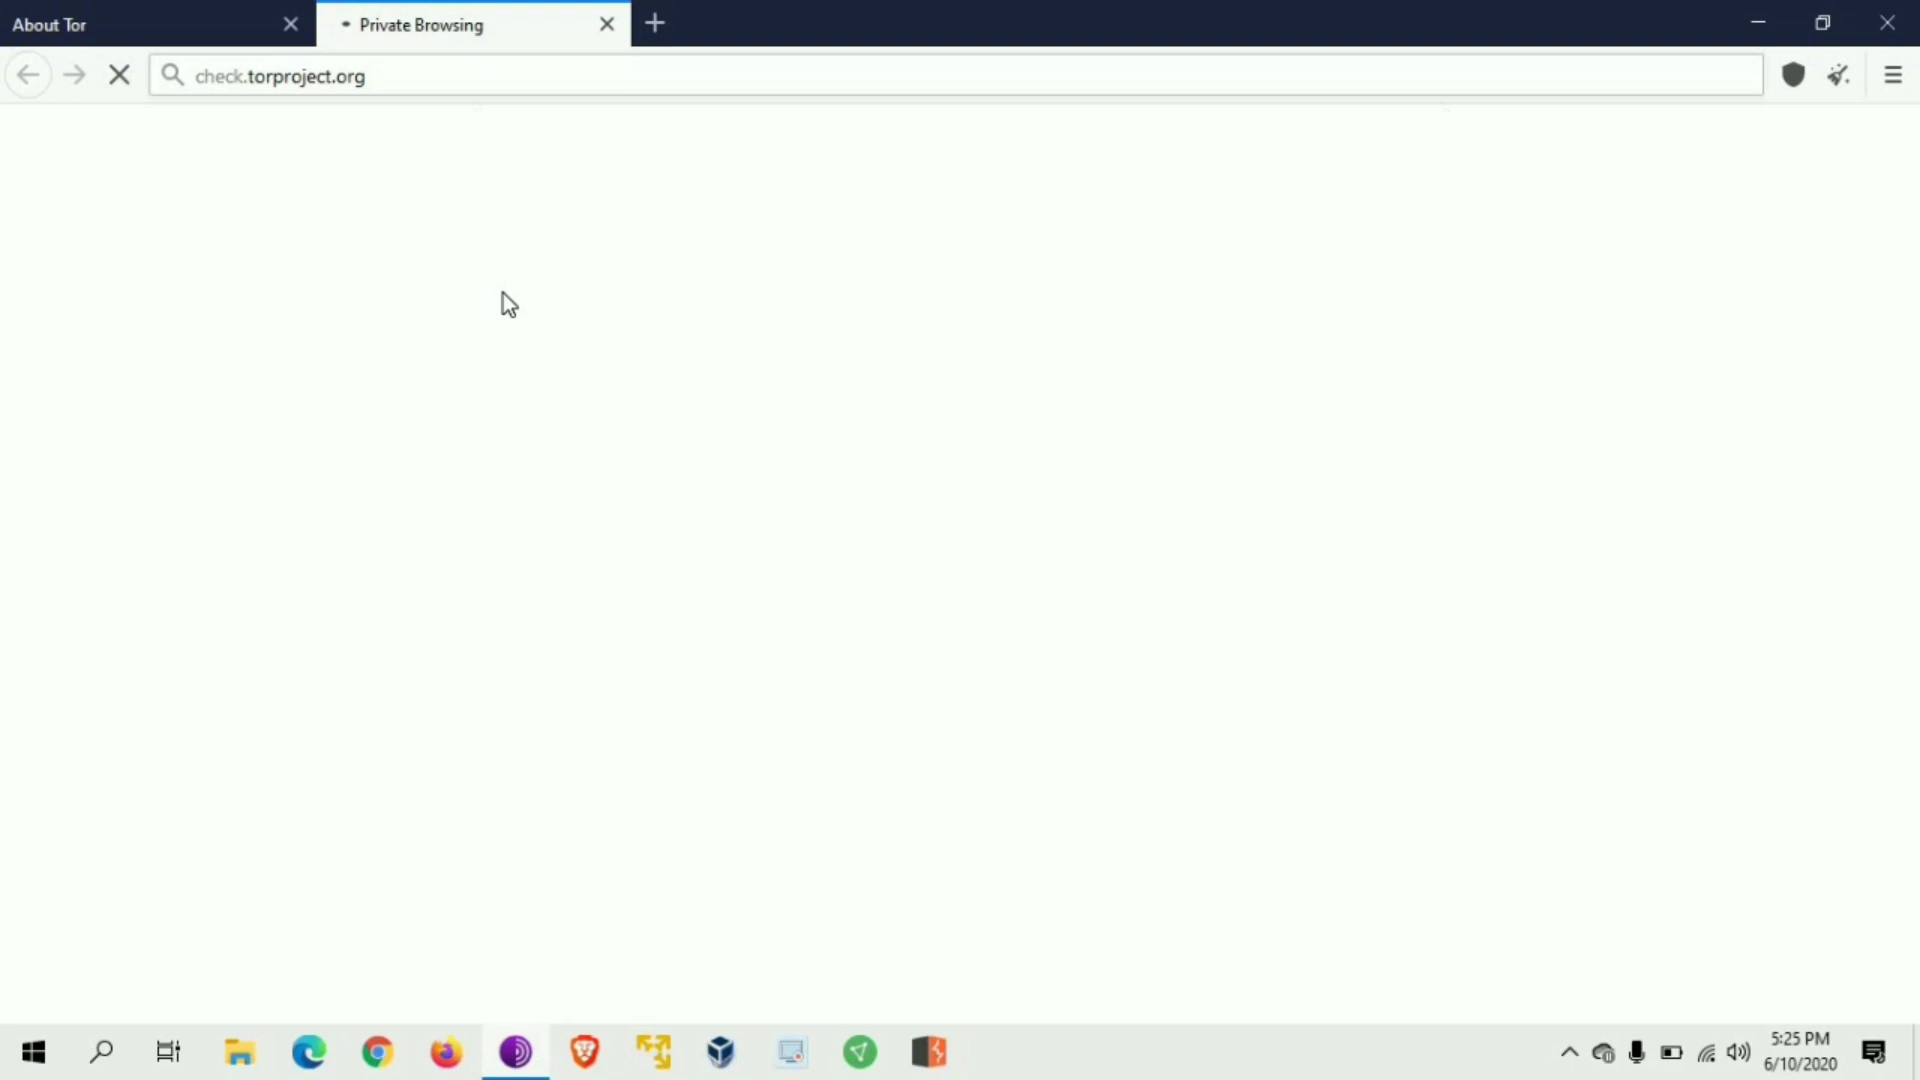 About Tor
Private Browsing
check.torproject.org
5:25 PM
6/10/2020